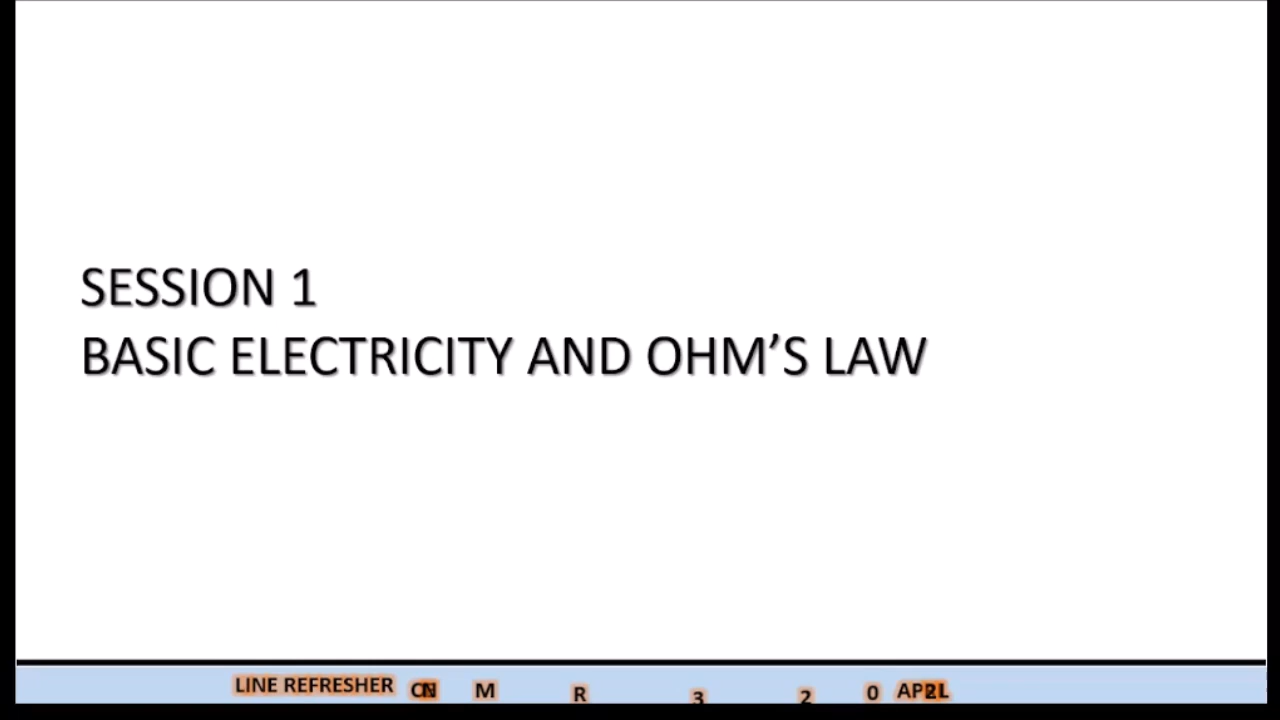 SESSION 1
BASIC ELECTRICITY AND OHM’S LAW
LINE REFRESHER M R 3 2 0